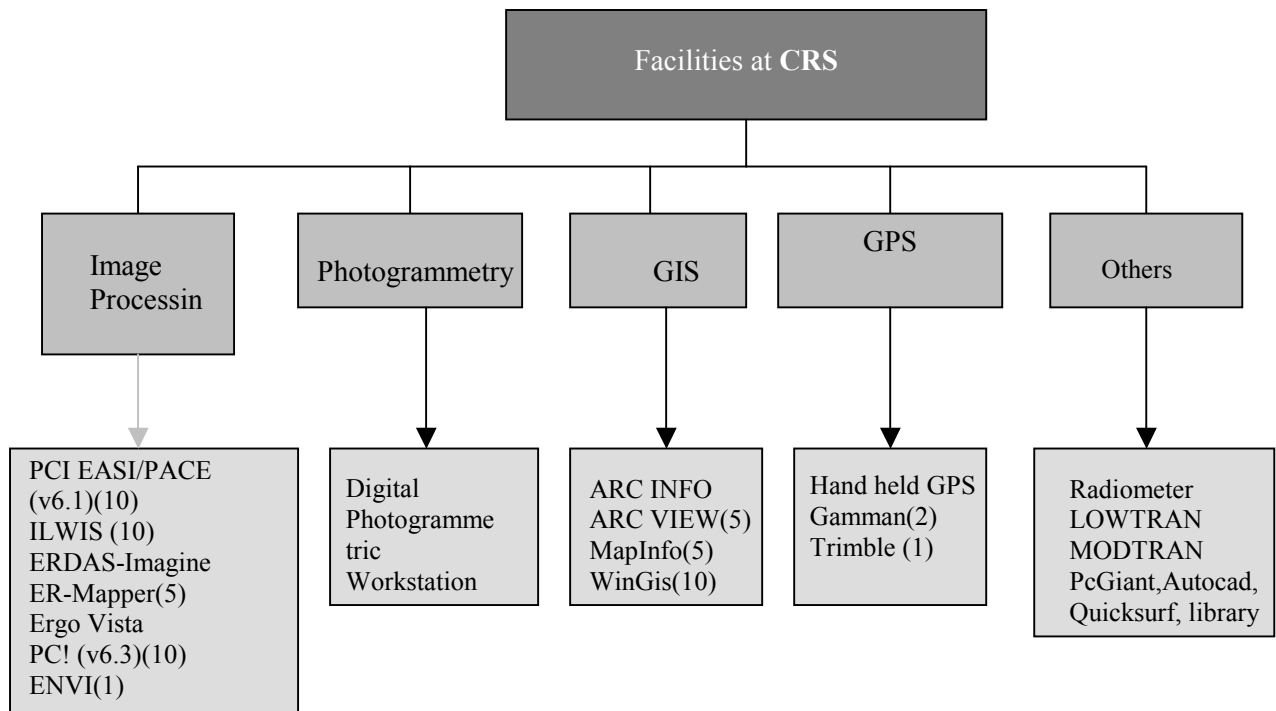 Facilities at CRS
Image
Processin
Photogrammetry
GIS
GPS
Others
PCI EASI/PACE
(v6.1)(10)
ILWIS (10)
ERDAS-Imagine
ER-Mapper(5)
Ergo Vista
PC! (v6.3)(10)
ENVI(1)
Digital
Photogramme
tric
Workstation
ARC INFO
ARC VIEW(5)
MapInfo(5)
WinGis(10)
Hand held GPS
Gamman(2)
Trimble (1)
Radiometer
LOWTRAN
MODTRAN
PcGiant,Autocad,
Quicksurf, library